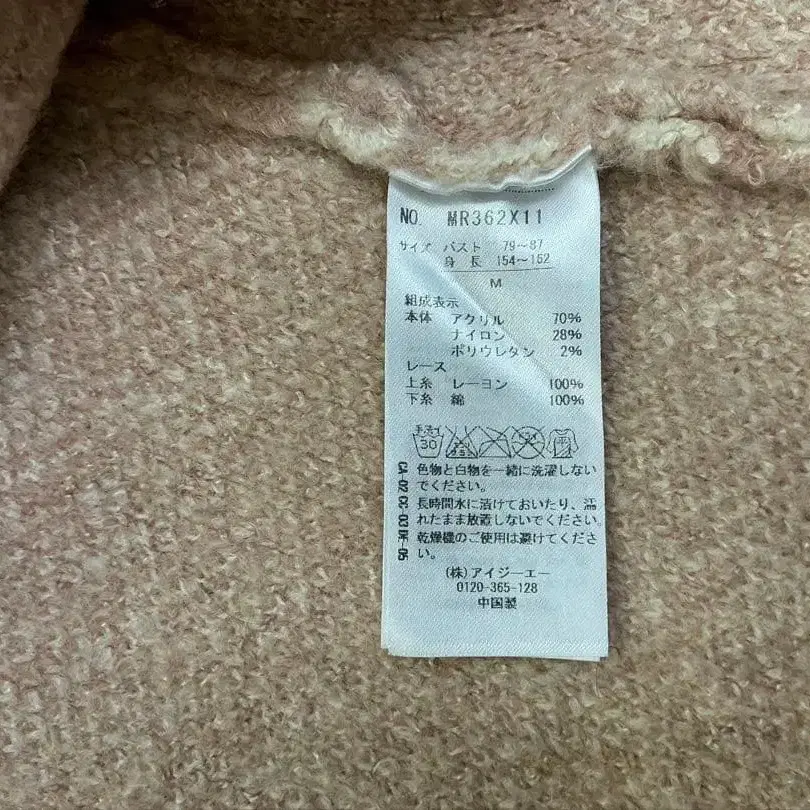 NO. MR362X11
サイズ バスト 79～87
身長 154～162
M
組成表示
本体 アクリル 70%
ナイロン 28%
ポリウレタン 2%
レース
上糸 レーヨン 100%
下糸 綿 100%
手洗イ
30
色物と白物を一緒に洗濯しない
でください。
長時間水に漬けておいたり、濡
れたまま放置しないでください。
乾燥機のご使用は避けてくださ
い。
(株)アイジーエー
0120-365-128
中国製